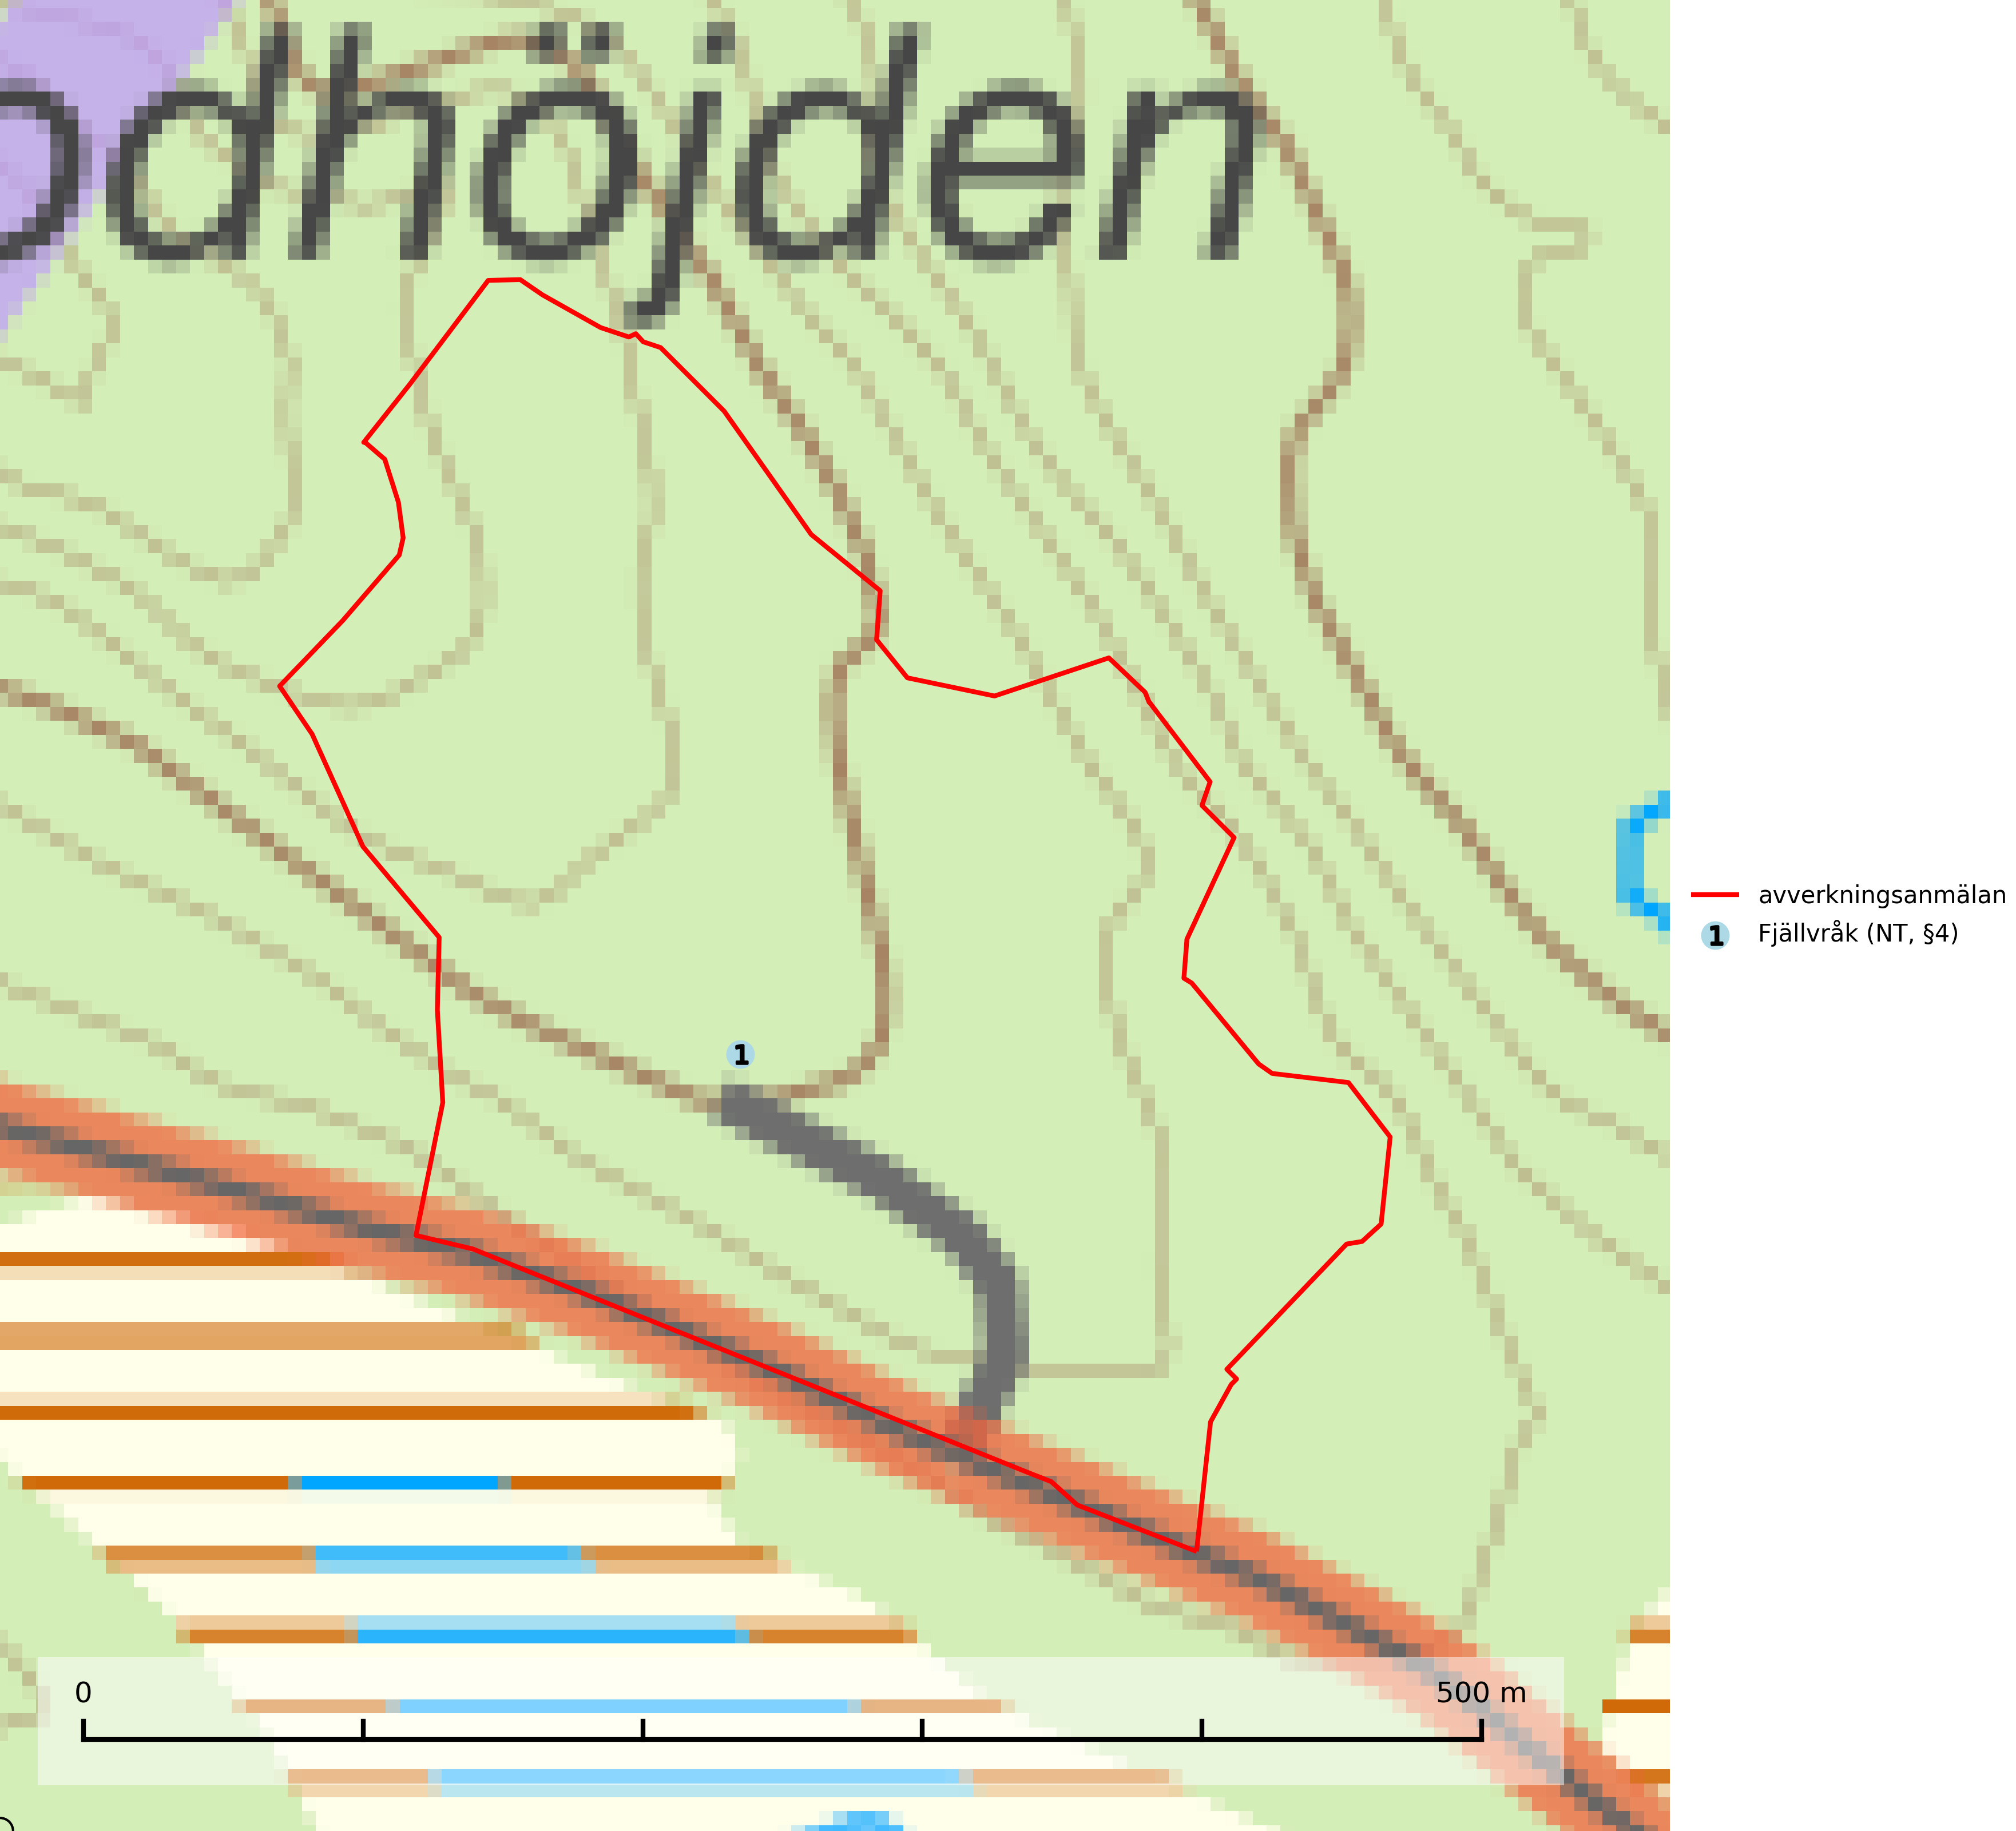 dhöjden
avverkningsanmälan
1 Fjällvråk (NT, §4)
1
0 500 m